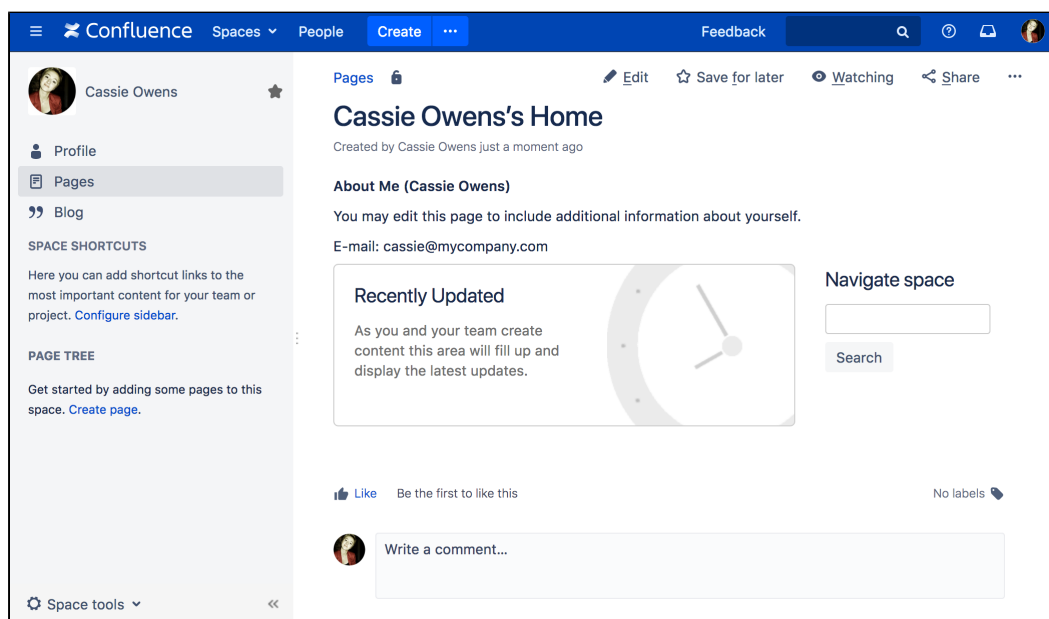 Confluence Spaces People Create ··· Feedback
Cassie Owens
Profile
Pages
Blog
SPACE SHORTCUTS
Here you can add shortcut links to the
most important content for your team or
project. Configure sidebar.
PAGE TREE
Get started by adding some pages to this
space. Create page.
Space tools
Pages Edit Save for later Watching Share ···
Cassie Owens's Home
Created by Cassie Owens just a moment ago
About Me (Cassie Owens)
You may edit this page to include additional information about yourself.
E-mail: cassie@mycompany.com
Recently Updated
As you and your team create
content this area will fill up and
display the latest updates.
Navigate space
Search
Like Be the first to like this No labels
Write a comment...